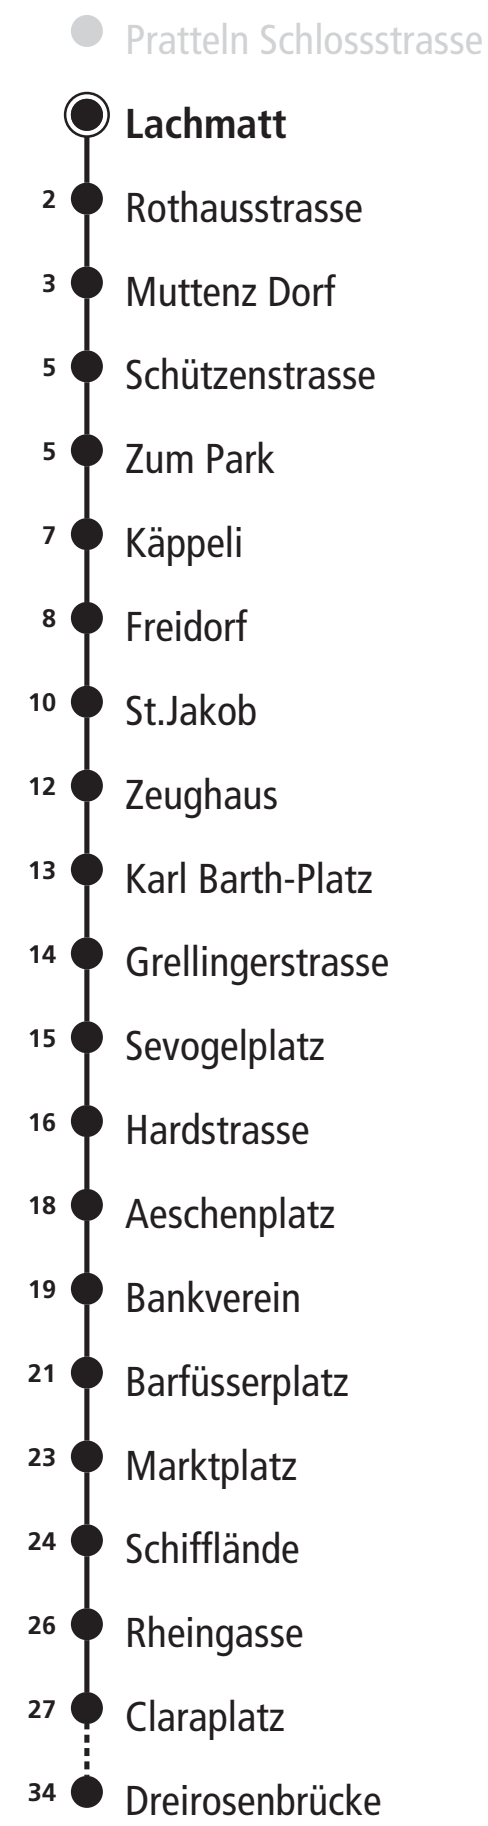 Pratteln Schlossstrasse
Lachmatt
2 Rothausstrasse
3 Muttenz Dorf
5 Schützenstrasse
5 Zum Park
7 Käppeli
8 Freidorf
10 St.Jakob
12 Zeughaus
13 Karl Barth-Platz
14 Grellingerstrasse
15 Sevogelplatz
16 Hardstrasse
18 Aeschenplatz
19 Bankverein
21 Barfüsserplatz
23 Marktplatz
24 Schifflände
26 Rheingasse
27 Claraplatz
34 Dreirosenbrücke